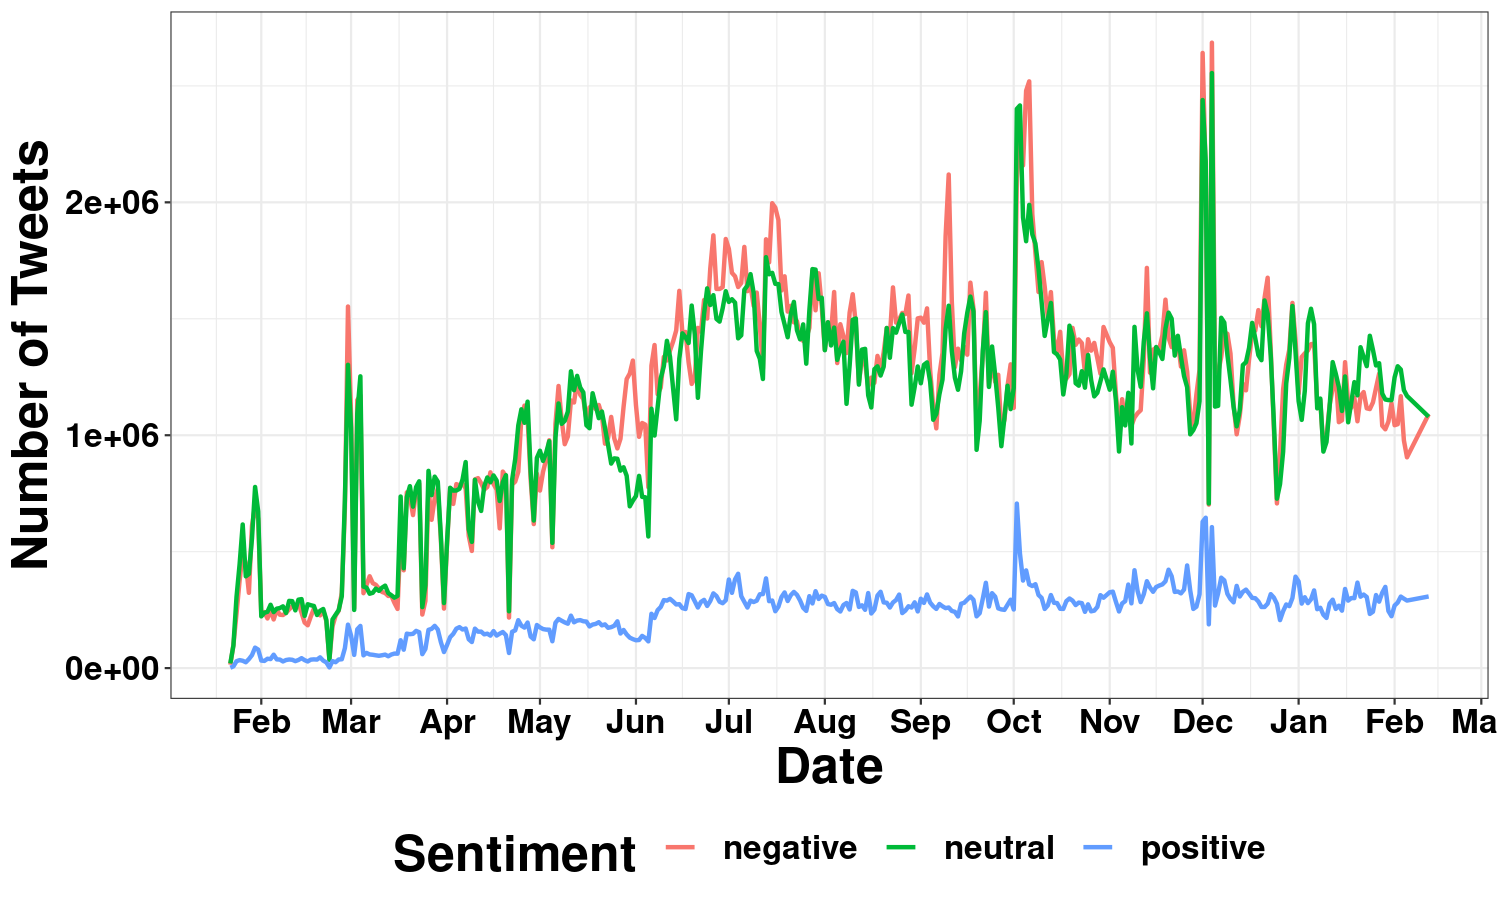 Number of Tweets
2e+06
1e+06
0e+00
Feb Mar Apr May Jun Jul Aug Sep Oct Nov Dec Jan Feb Ma
Date
Sentiment negative neutral positive